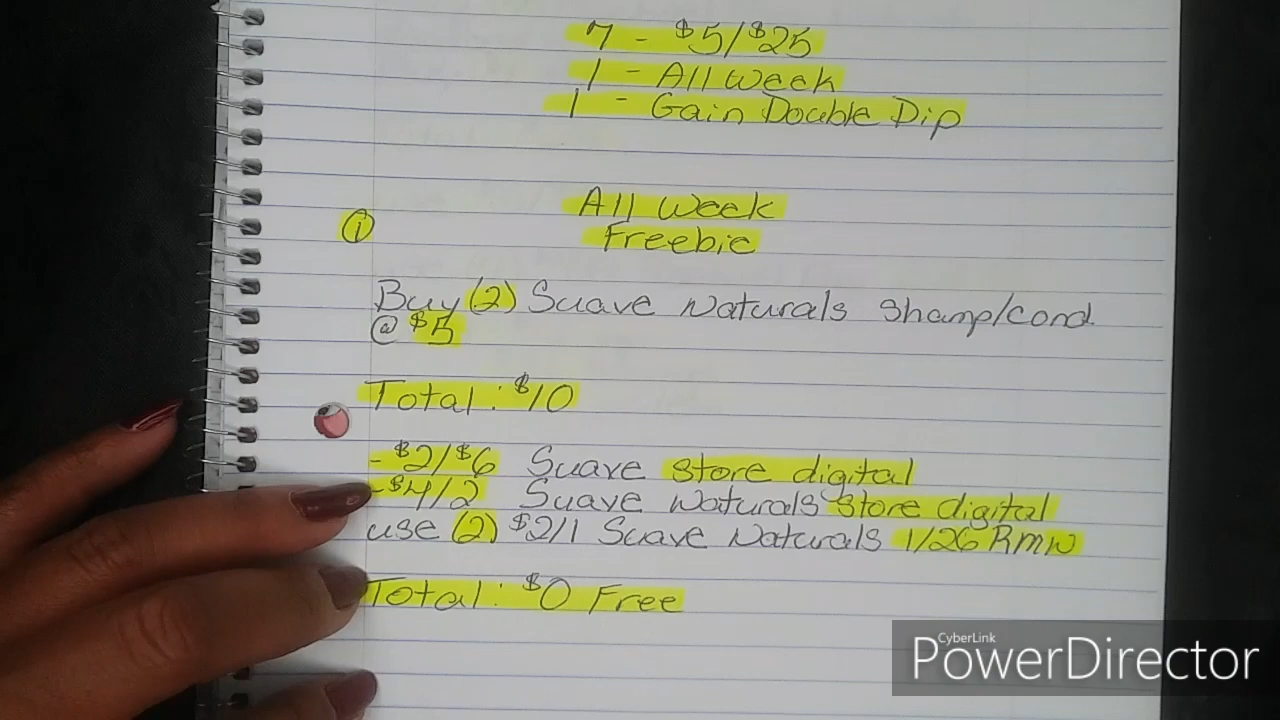 7 - $5/$25
1 - All week
1 - Gain Double Dip
All week
1
Freebie
Buy (2) Suave Naturals Shamp/cond.
@ $5
Total: $10
- $2/$6 Suave store digital
- $4/2 Suave Naturals store digital
use (2) $2/1 Suave Naturals 1/26 RMN
Total: $0 Free
CyberLink
PowerDirector